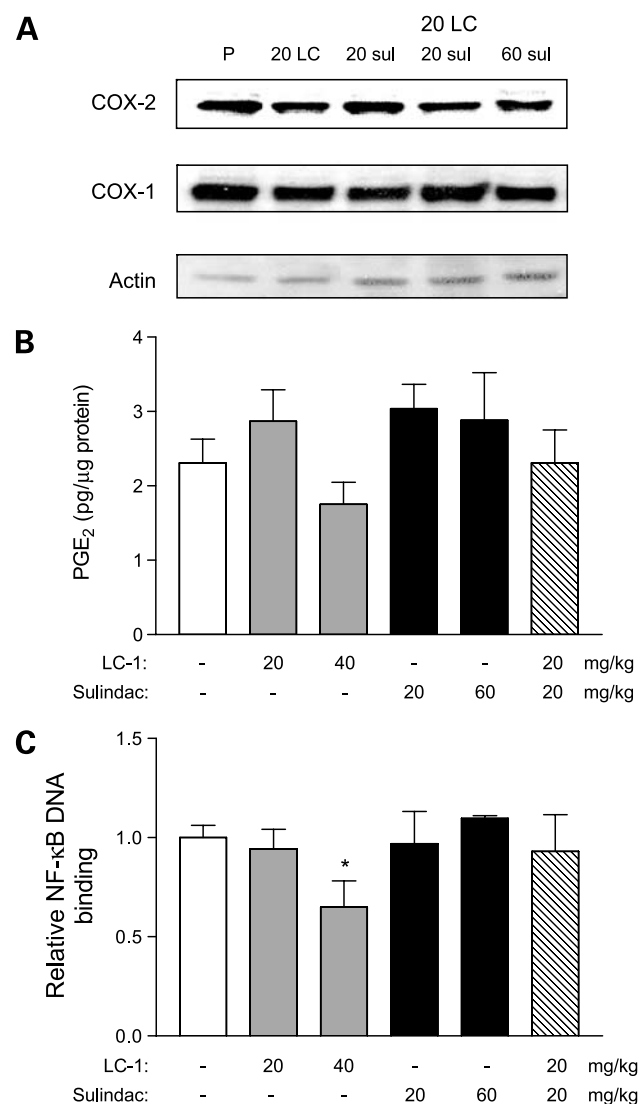 A
20 LC
P 20 LC 20 sul 20 sul 60 sul
COX-2
COX-1
Actin
B
PGE₂ (pg/μg protein)
4
3
2
1
0
LC-1: - 20 40 - - 20 mg/kg
Sulindac: - - - 20 60 20 mg/kg
C
Relative NF-κB DNA
binding
1.5
1.0
0.5
0.0
*
LC-1: - 20 40 - - 20 mg/kg
Sulindac: - - - 20 60 20 mg/kg